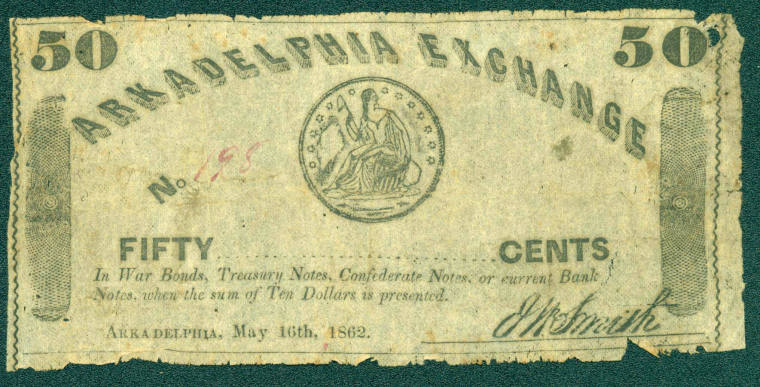 50 50
ARKADELPHIA EXCHANGE
No 198
FIFTY ........................ CENTS
In War Bonds, Treasury Notes, Confederate Notes, or current Bank
Notes, when the sum of Ten Dollars is presented.
ARKADELPHIA, May 16th, 1862. J W Smith